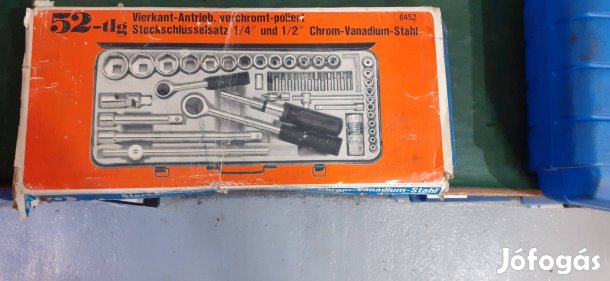 52-tlg
Vierkant-Antrieb, verchromt-poliert
6452
Steckschlüsselsatz 1/4" und 1/2" Chrom-Vanadium-Stahl
Chrom-Vanadium-Stahl
Jófogás